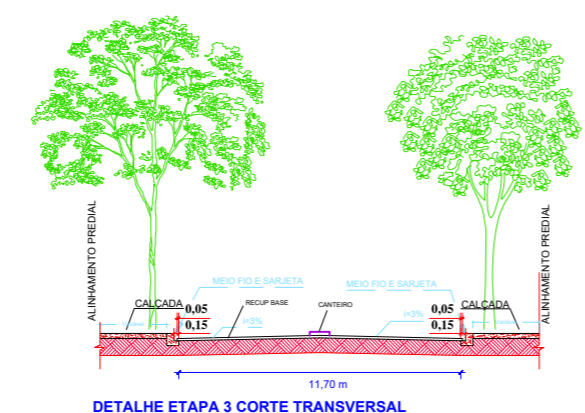 ALINHAMENTO PREDIAL
ALINHAMENTO PREDIAL
MEIO FIO E SARJETA
MEIO FIO E SARJETA
CALÇADA
0,05
RECUP BASE
CANTEIRO
0,05
CALÇADA
0,15
i=3%
i=3%
0,15
11,70 m
DETALHE ETAPA 3 CORTE TRANSVERSAL